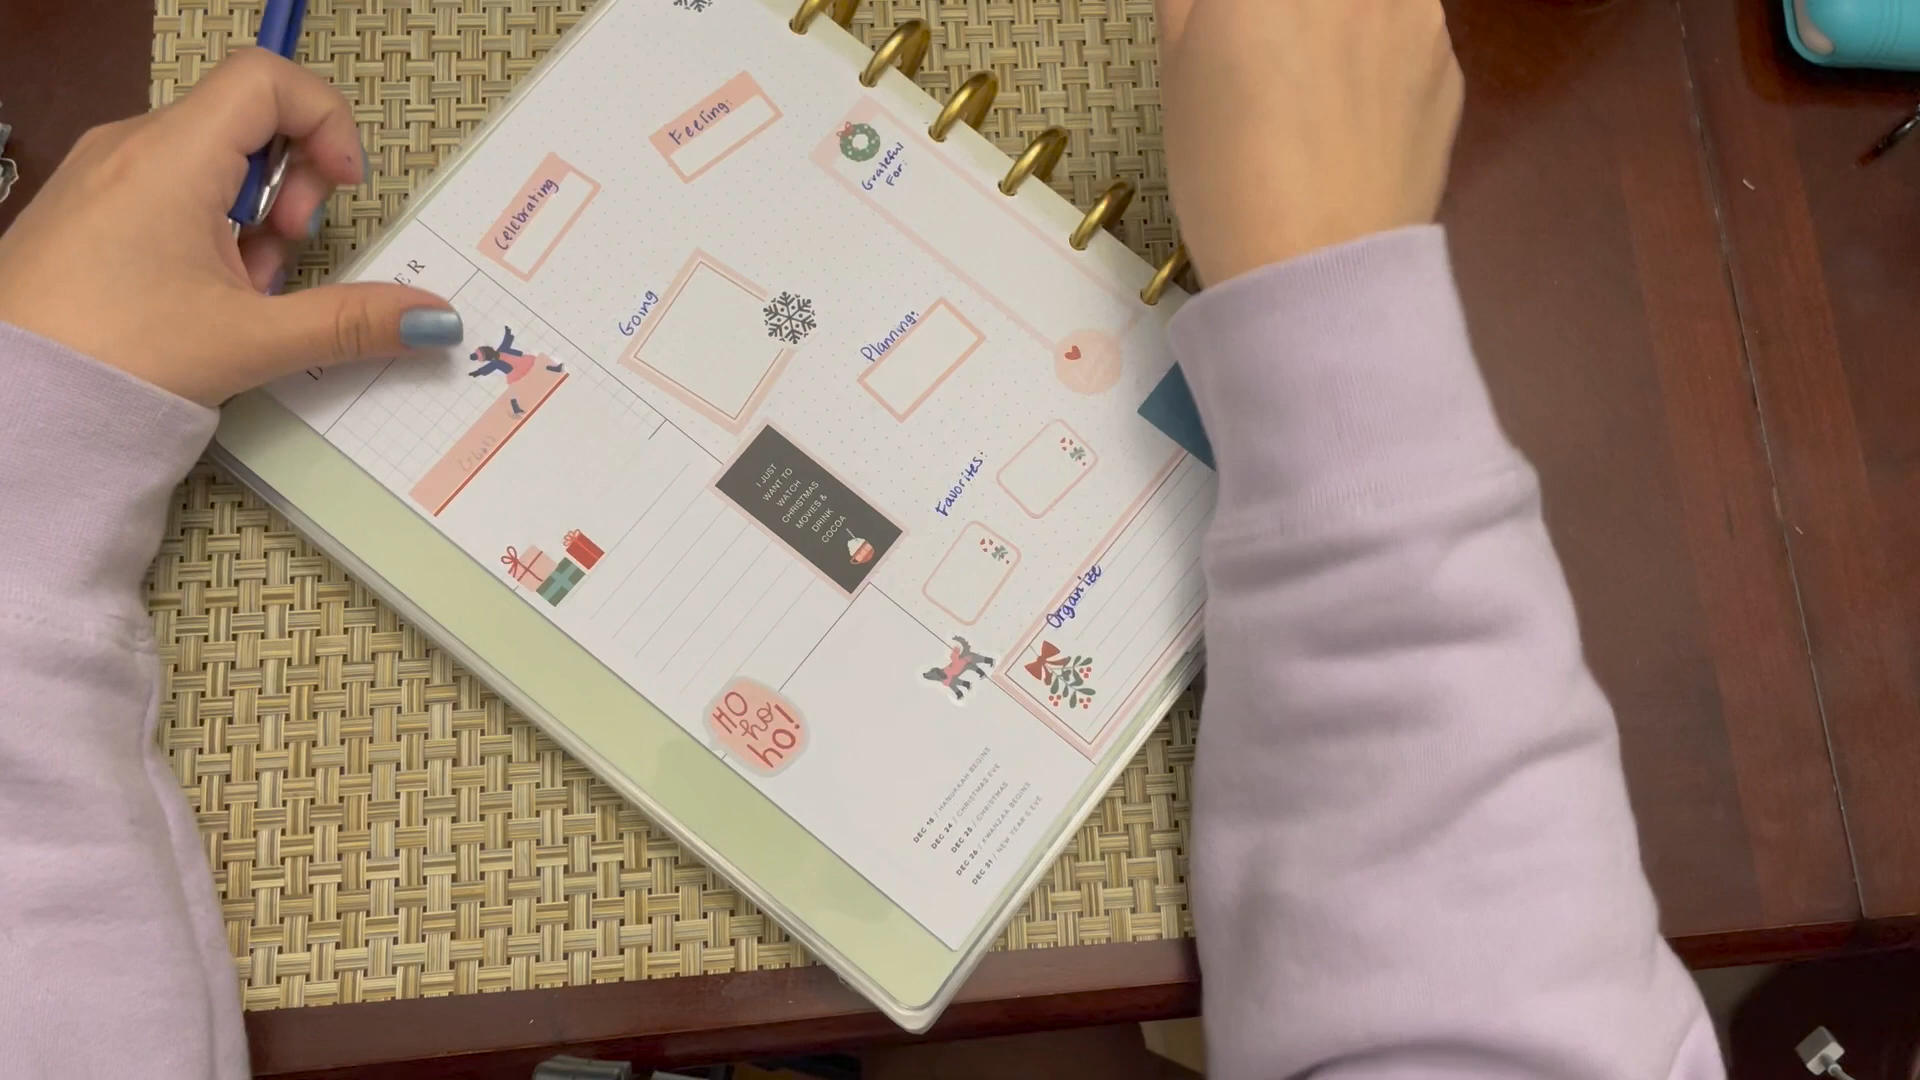 Feeling:
Celebrating
Grateful
For:
Going
Planning:
Favorites:
Organize
I JUST
WANT TO
WATCH
CHRISTMAS
MOVIES &
DRINK
COCOA
HO
ho
ho!
DEC 18 / HANUKKAH BEGINS
DEC 24 / CHRISTMAS EVE
DEC 25 / CHRISTMAS
DEC 26 / KWANZAA BEGINS
DEC 31 / NEW YEAR'S EVE